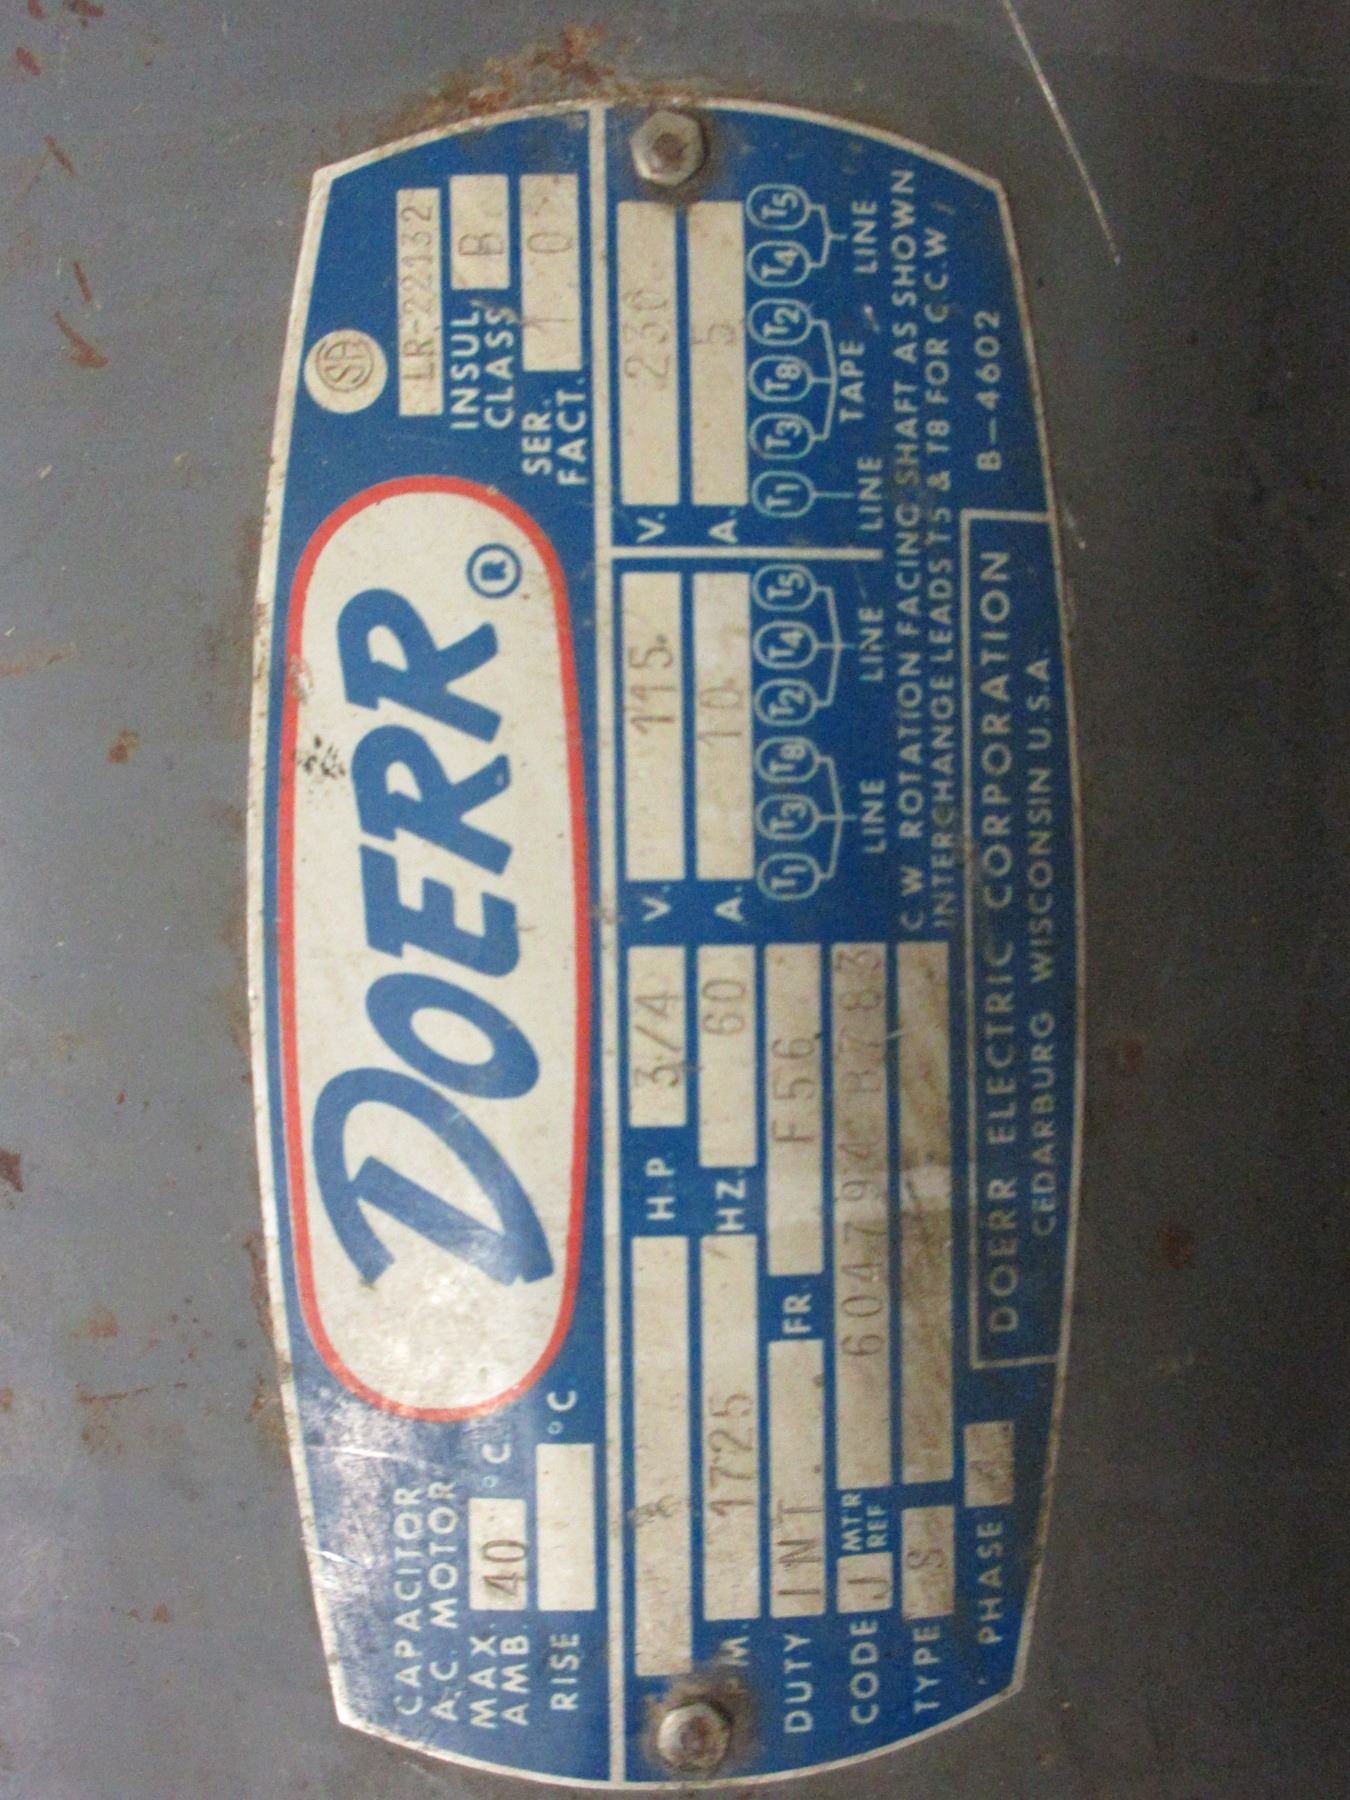 CAPACITOR
A.C. MOTOR
MAX. AMB. 40 °C
RISE °C
DOERR ®
SA
LR-22132
INSUL. CLASS B
SER. FACT. 1 0
H.P. 3/4 V. 115 V. 230
1725 HZ. 60 A. 10 A. 5
DUTY INT. FR. F56
CODE J MT'R REF
TYPE S
PHASE 1
T1 T3 T8 T2 T4 T5
LINE LINE
T1 T3 T8 T2 T4 T5
LINE TAPE LINE
C W ROTATION FACING SHAFT AS SHOWN
INTERCHANGE LEADS T5 & T8 FOR C.C.W.
B-4602
DOERR ELECTRIC CORPORATION
CEDARBURG WISCONSIN U.S.A.